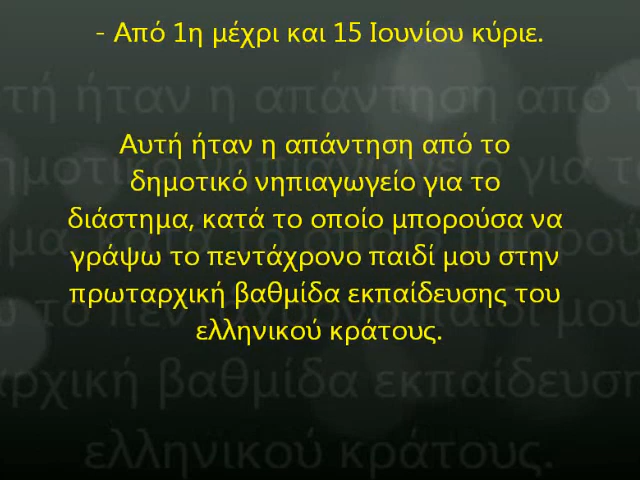 - Από 1η μέχρι και 15 Ιουνίου κύριε.
Αυτή ήταν η απάντηση από το
δημοτικό νηπιαγωγείο για το
διάστημα, κατά το οποίο μπορούσα να
γράψω το πεντάχρονο παιδί μου στην
πρωταρχική βαθμίδα εκπαίδευσης του
ελληνικού κράτους.